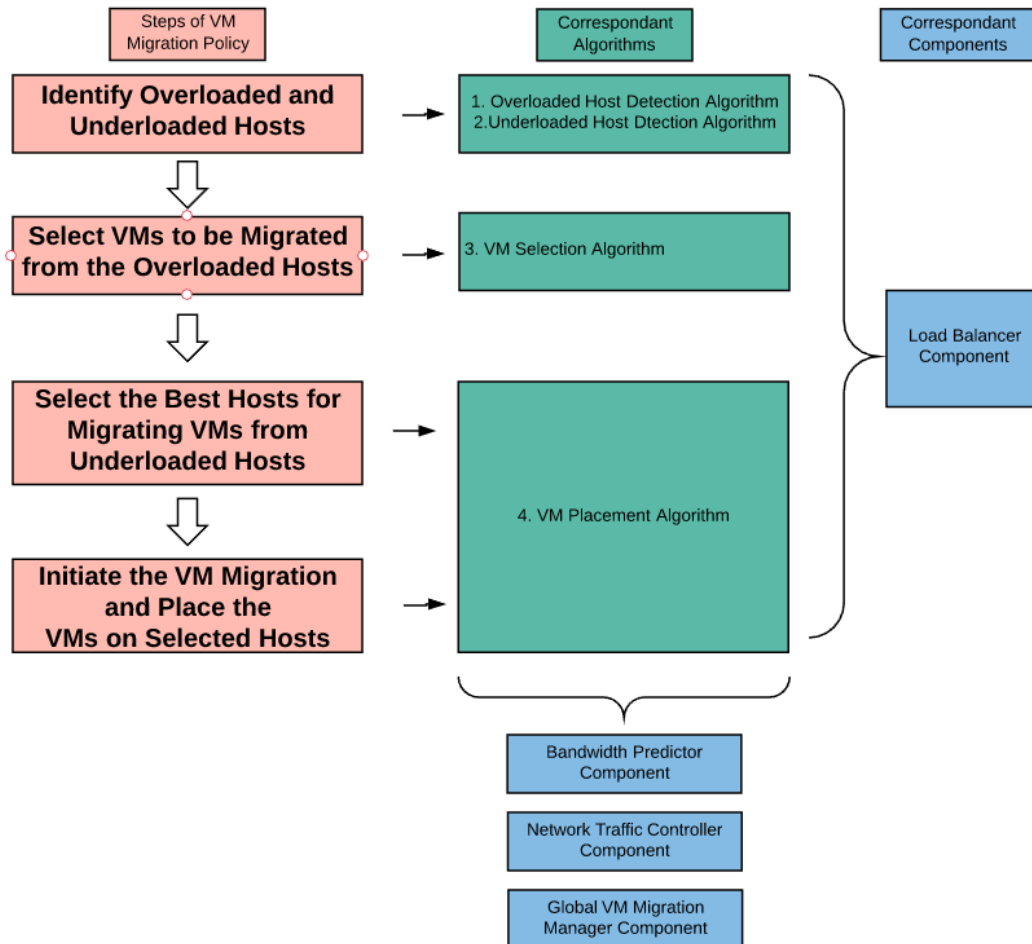 Steps of VM
Migration Policy
Correspondant
Algorithms
Correspondant
Components
Identify Overloaded and
Underloaded Hosts
1. Overloaded Host Detection Algorithm
2.Underloaded Host Dtection Algorithm
Select VMs to be Migrated
from the Overloaded Hosts
3. VM Selection Algorithm
Load Balancer
Component
Select the Best Hosts for
Migrating VMs from
Underloaded Hosts
4. VM Placement Algorithm
Initiate the VM Migration
and Place the
VMs on Selected Hosts
Bandwidth Predictor
Component
Network Traffic Controller
Component
Global VM Migration
Manager Component